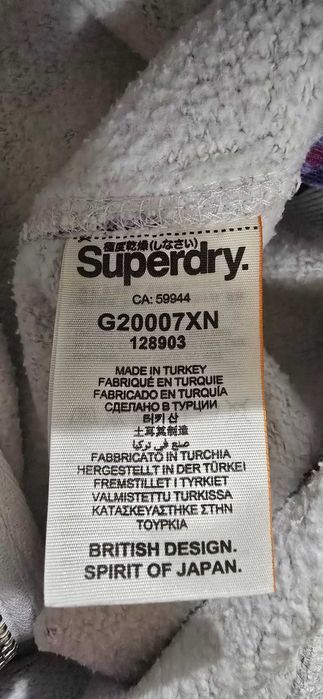 極度乾燥(しなさい)
Superdry.
CA: 59944
G20007XN
128903
MADE IN TURKEY
FABRIQUÉ EN TURQUIE
FABRICADO EN TURQUÍA
СДЕЛАНО В ТУРЦИИ
터키 산
土耳其制造
صنع في تركيا
FABBRICATO IN TURCHIA
HERGESTELLT IN DER TÜRKEI
FREMSTILLET I TYRKIET
VALMISTETTU TURKISSA
ΚΑΤΑΣΚΕΥΑΣΤΗΚΕ ΣΤΗΝ
ΤΟΥΡΚΙΑ
BRITISH DESIGN.
SPIRIT OF JAPAN.